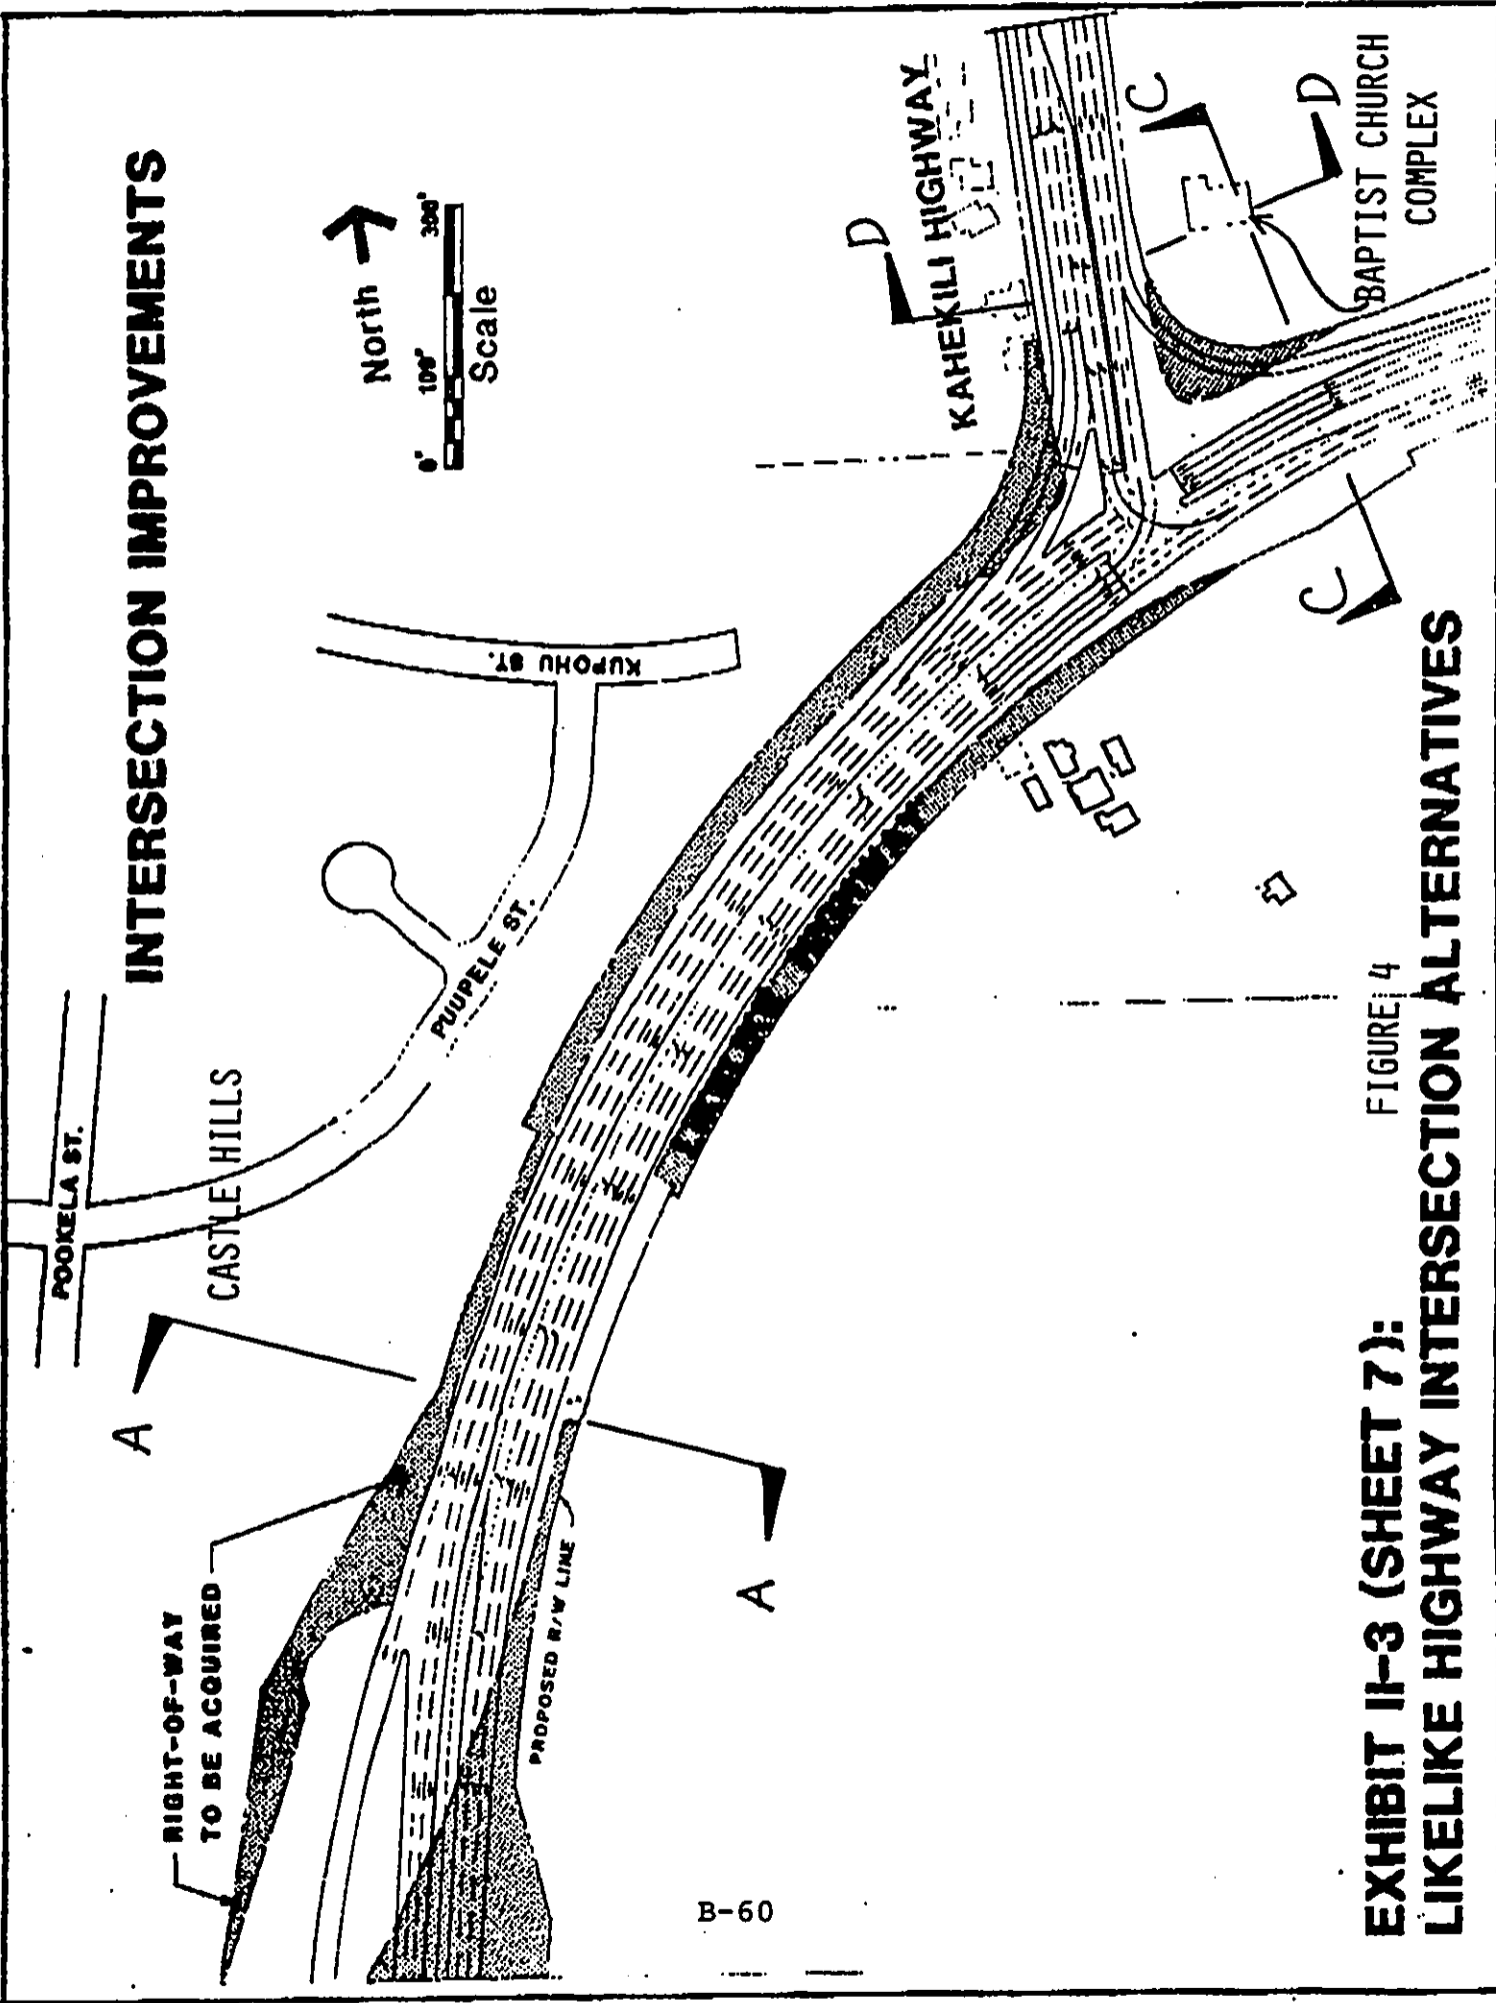 INTERSECTION IMPROVEMENTS
North
0' 100' 300'
Scale
POOKELA ST.
CASTLE HILLS
PUUPELE ST.
KUPOHU ST.
KAHEKILI HIGHWAY
D
C
D
BAPTIST CHURCH
COMPLEX
C
A
A
RIGHT-OF-WAY
TO BE ACQUIRED
PROPOSED R/W LINE
FIGURE 4
EXHIBIT II-3 (SHEET 7):
LIKELIKE HIGHWAY INTERSECTION ALTERNATIVES
B-60